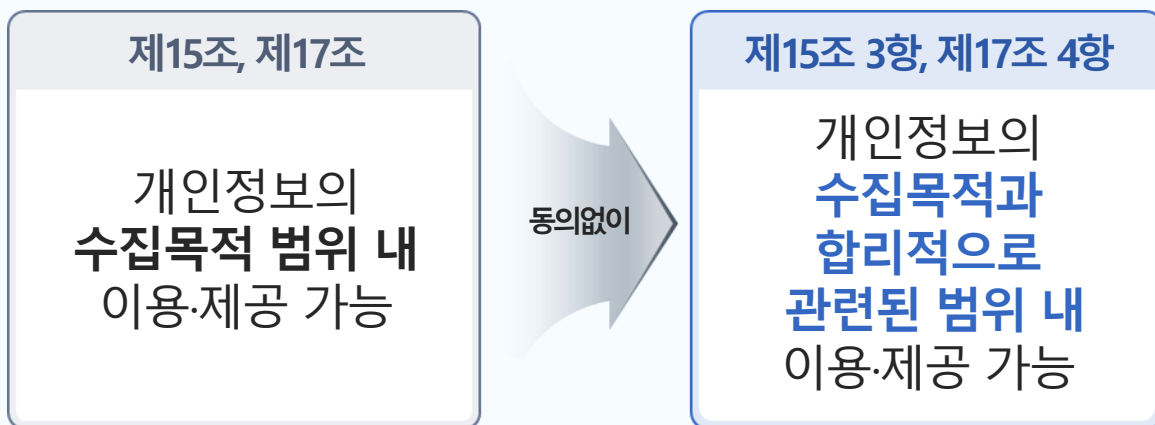 제15조, 제17조
개인정보의
수집목적 범위 내
이용·제공 가능
동의없이
제15조 3항, 제17조 4항
개인정보의
수집목적과
합리적으로
관련된 범위 내
이용·제공 가능